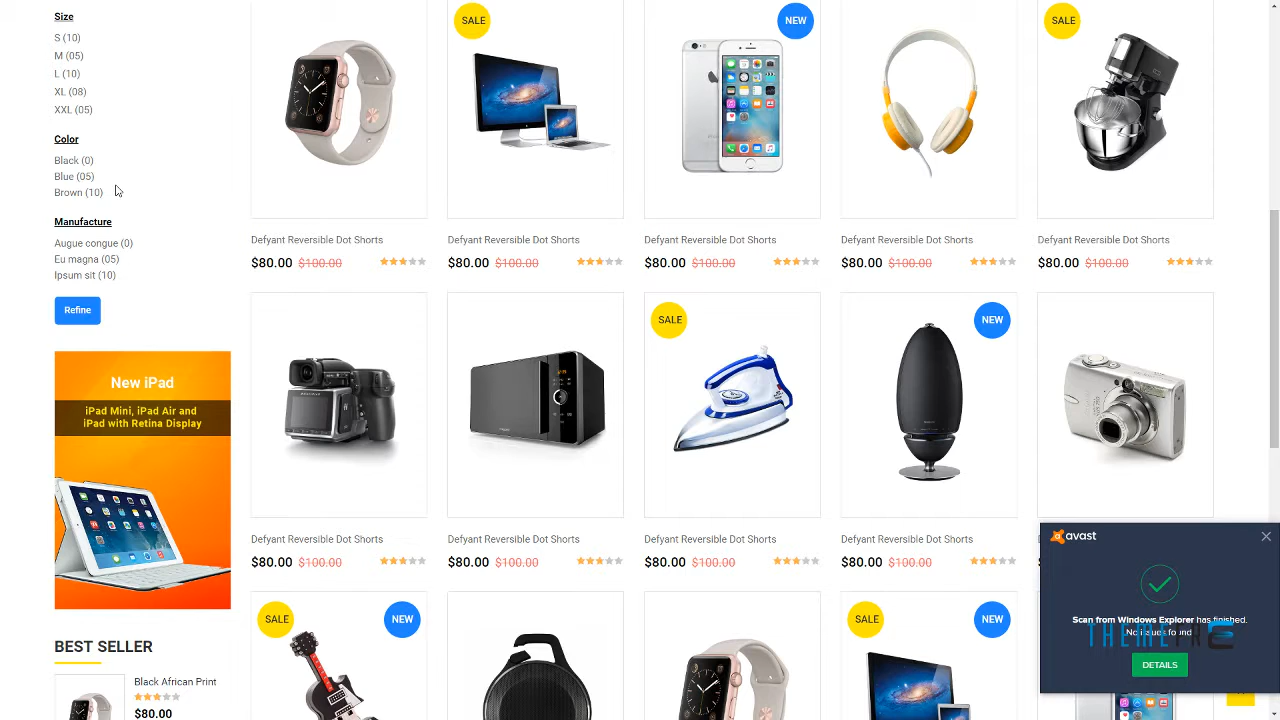 Size
S (10)
M (05)
L (10)
XL (08)
XXL (05)
Color
Black (0)
Blue (05)
Brown (10)
Manufacture
Augue congue (0)
Eu magna (05)
Ipsum sit (10)
Refine
New iPad
iPad Mini, iPad Air and
iPad with Retina Display
BEST SELLER
Black African Print
$80.00
SALE
NEW
SALE
Defyant Reversible Dot Shorts
Defyant Reversible Dot Shorts
Defyant Reversible Dot Shorts
Defyant Reversible Dot Shorts
Defyant Reversible Dot Shorts
$80.00 $100.00
$80.00 $100.00
$80.00 $100.00
$80.00 $100.00
$80.00 $100.00
SALE
NEW
Defyant Reversible Dot Shorts
Defyant Reversible Dot Shorts
Defyant Reversible Dot Shorts
Defyant Reversible Dot Shorts
$80.00 $100.00
$80.00 $100.00
$80.00 $100.00
$80.00 $100.00
SALE
NEW
SALE
NEW
avast
Scan from Windows Explorer has finished.
No issues found
THEMETRE
DETAILS